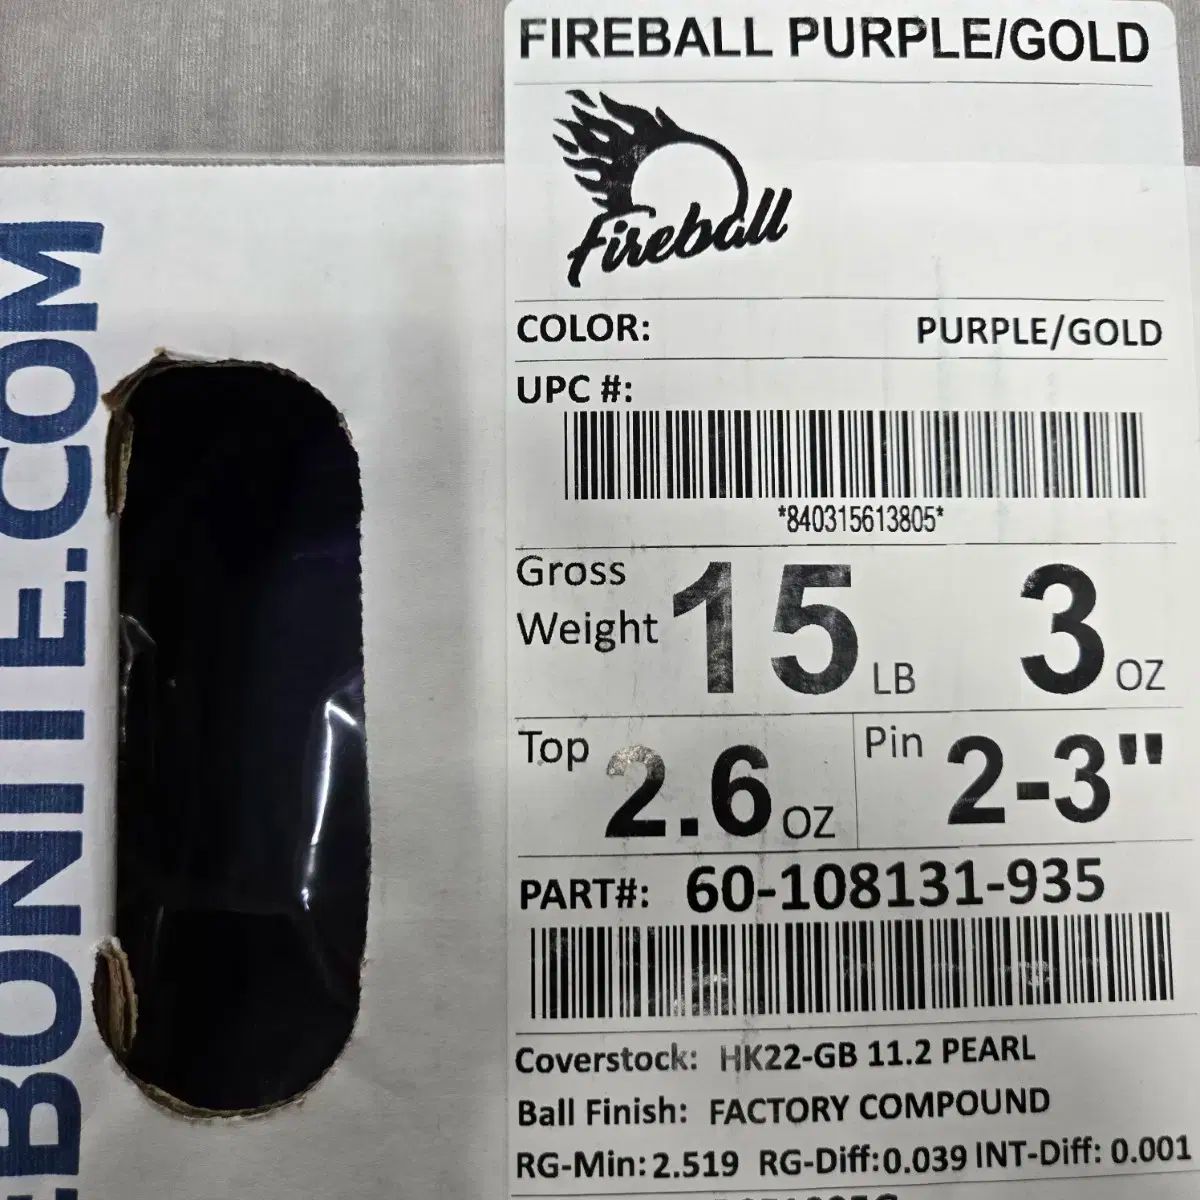 FIREBALL PURPLE/GOLD
Fireball
COLOR: PURPLE/GOLD
UPC #:
*840315613805*
Gross Weight 15 LB 3 OZ
Top 2.6 OZ Pin 2-3"
PART#: 60-108131-935
Coverstock: HK22-GB 11.2 PEARL
Ball Finish: FACTORY COMPOUND
RG-Min: 2.519 RG-Diff: 0.039 INT-Diff: 0.001
EBONITE.COM